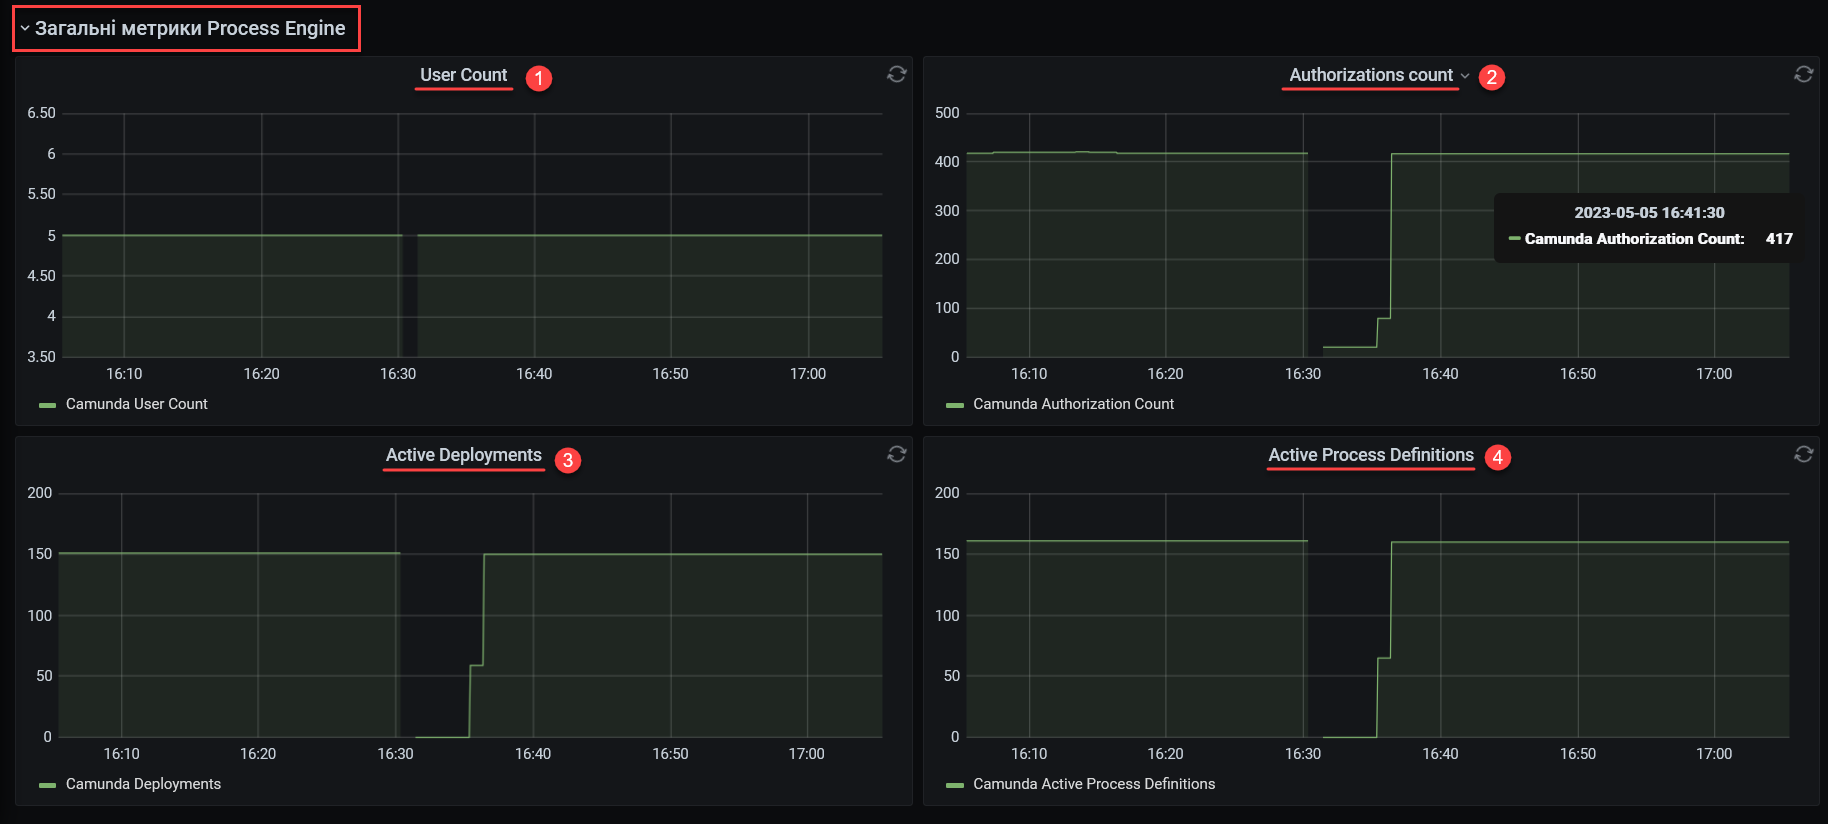 Загальні метрики Process Engine
User Count 1
6.50
6
5.50
5
4.50
4
3.50
16:10 16:20 16:30 16:40 16:50 17:00
Camunda User Count
Authorizations count 2
500
400
300
200
100
0
2023-05-05 16:41:30
Camunda Authorization Count: 417
16:10 16:20 16:30 16:40 16:50 17:00
Camunda Authorization Count
Active Deployments 3
200
150
100
50
0
16:10 16:20 16:30 16:40 16:50 17:00
Camunda Deployments
Active Process Definitions 4
200
150
100
50
0
16:10 16:20 16:30 16:40 16:50 17:00
Camunda Active Process Definitions